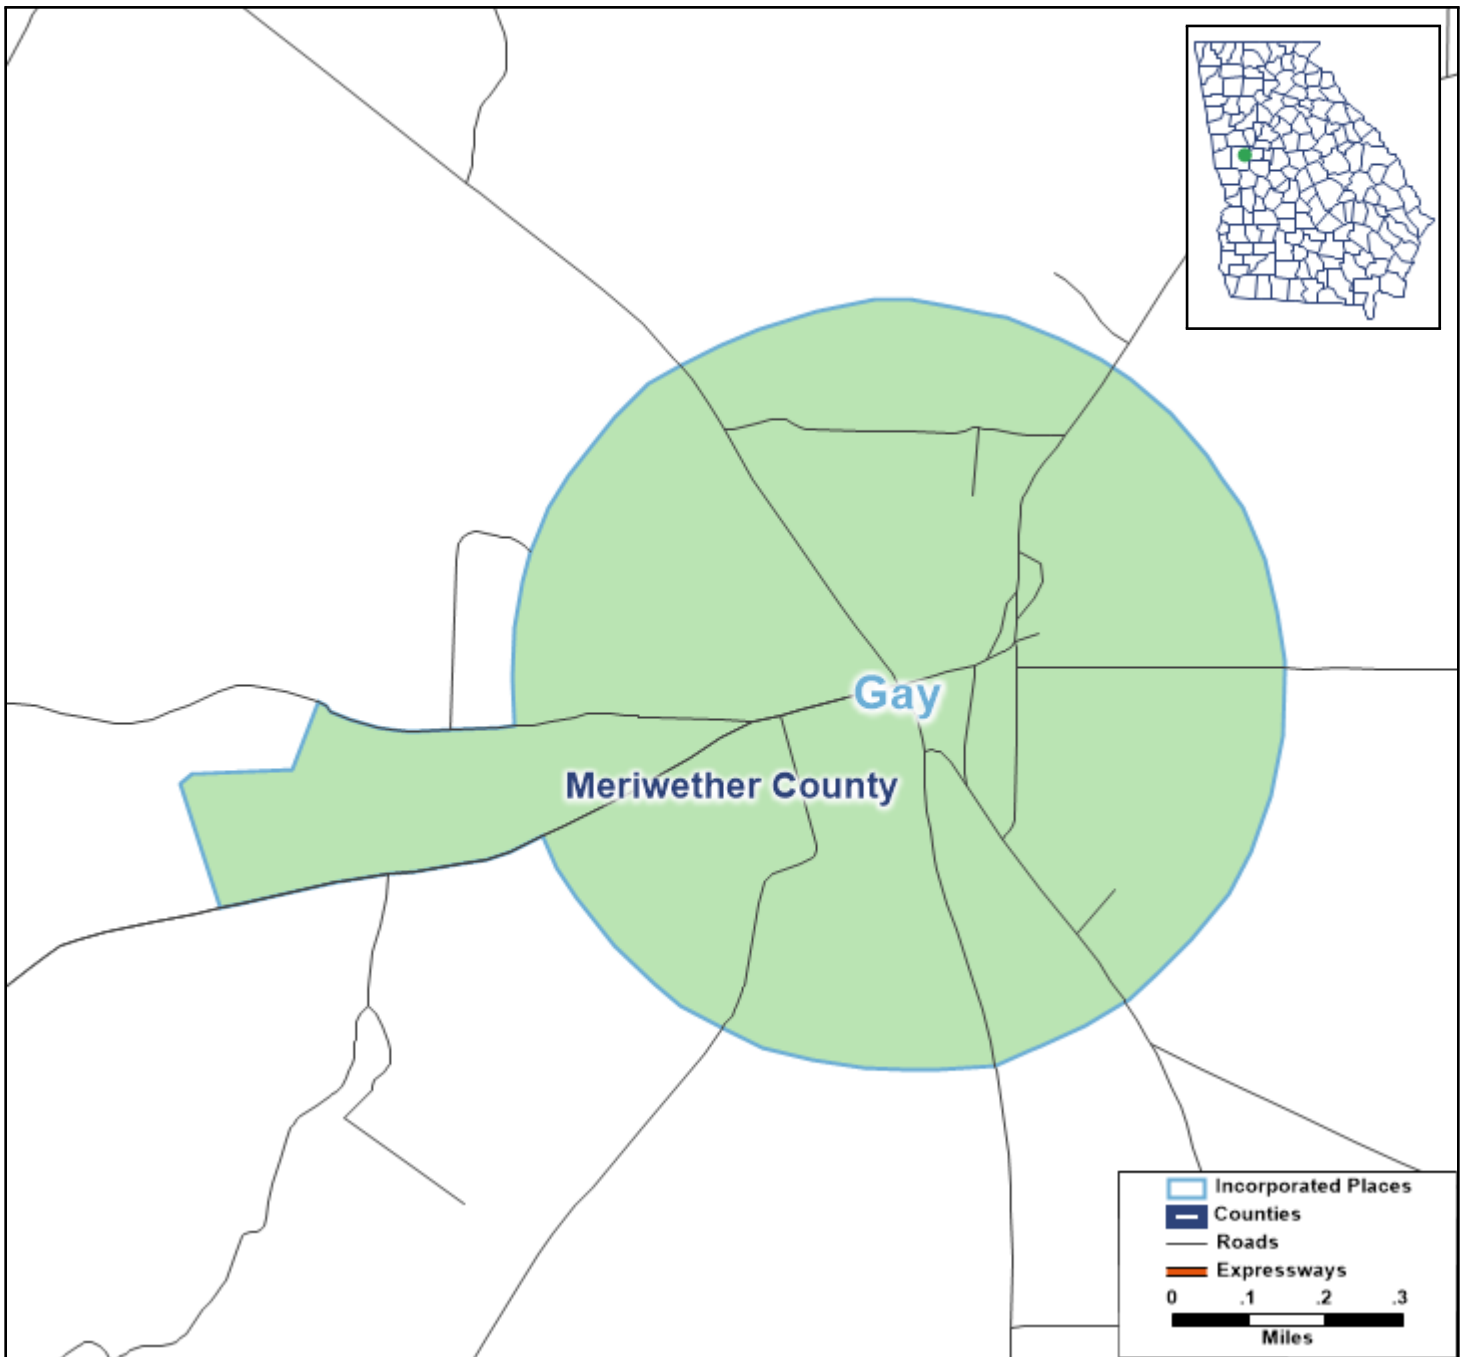 Gay
Meriwether County
Incorporated Places
Counties
Roads
Expressways
0 .1 .2 .3
Miles